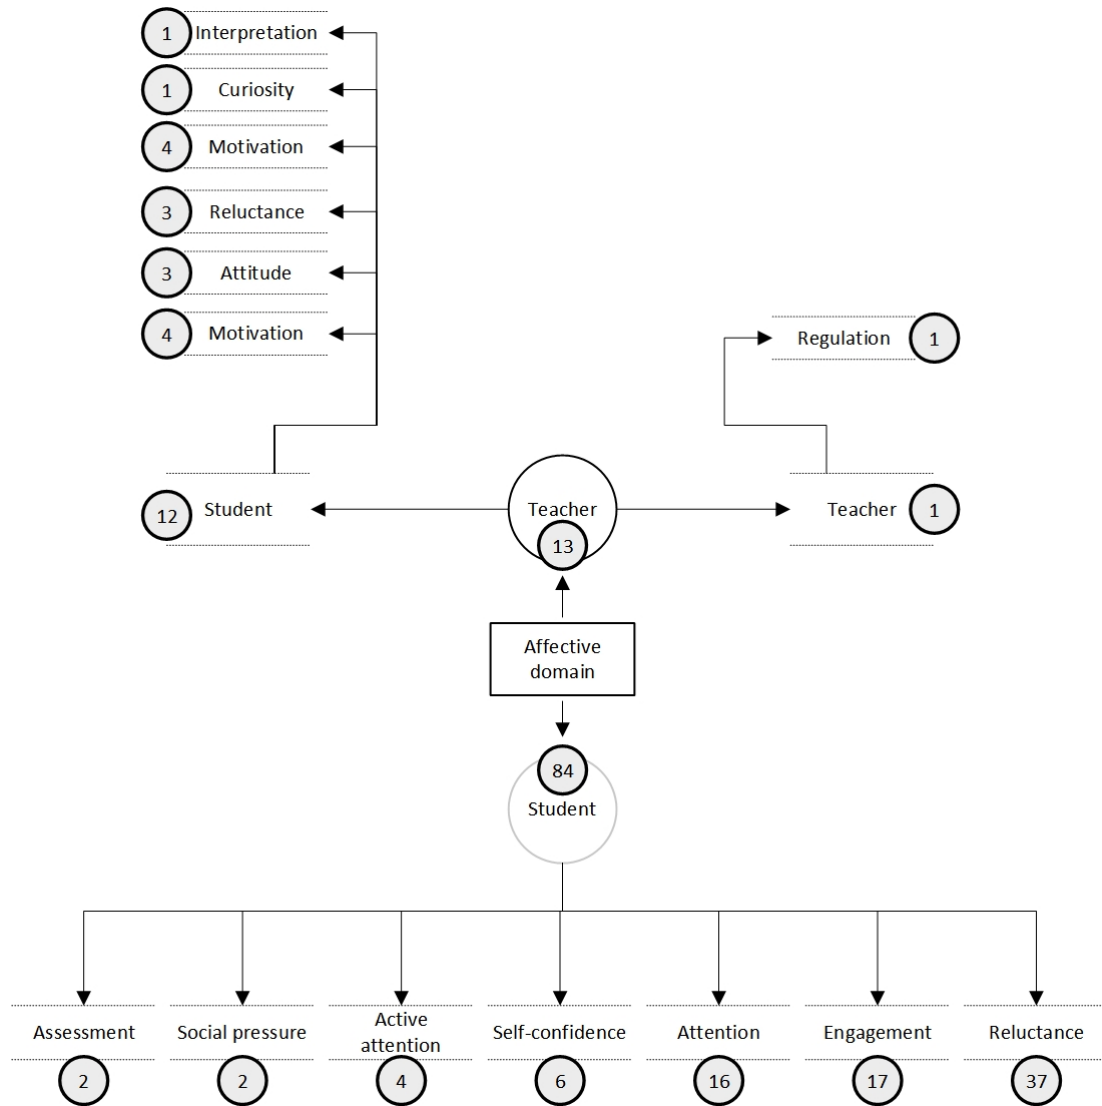 1 Interpretation
1 Curiosity
4 Motivation
3 Reluctance
3 Attitude
4 Motivation
Regulation 1
12 Student
Teacher
13
Teacher 1
Affective
domain
84
Student
Assessment
2
Social pressure
2
Active
attention
4
Self-confidence
6
Attention
16
Engagement
17
Reluctance
37